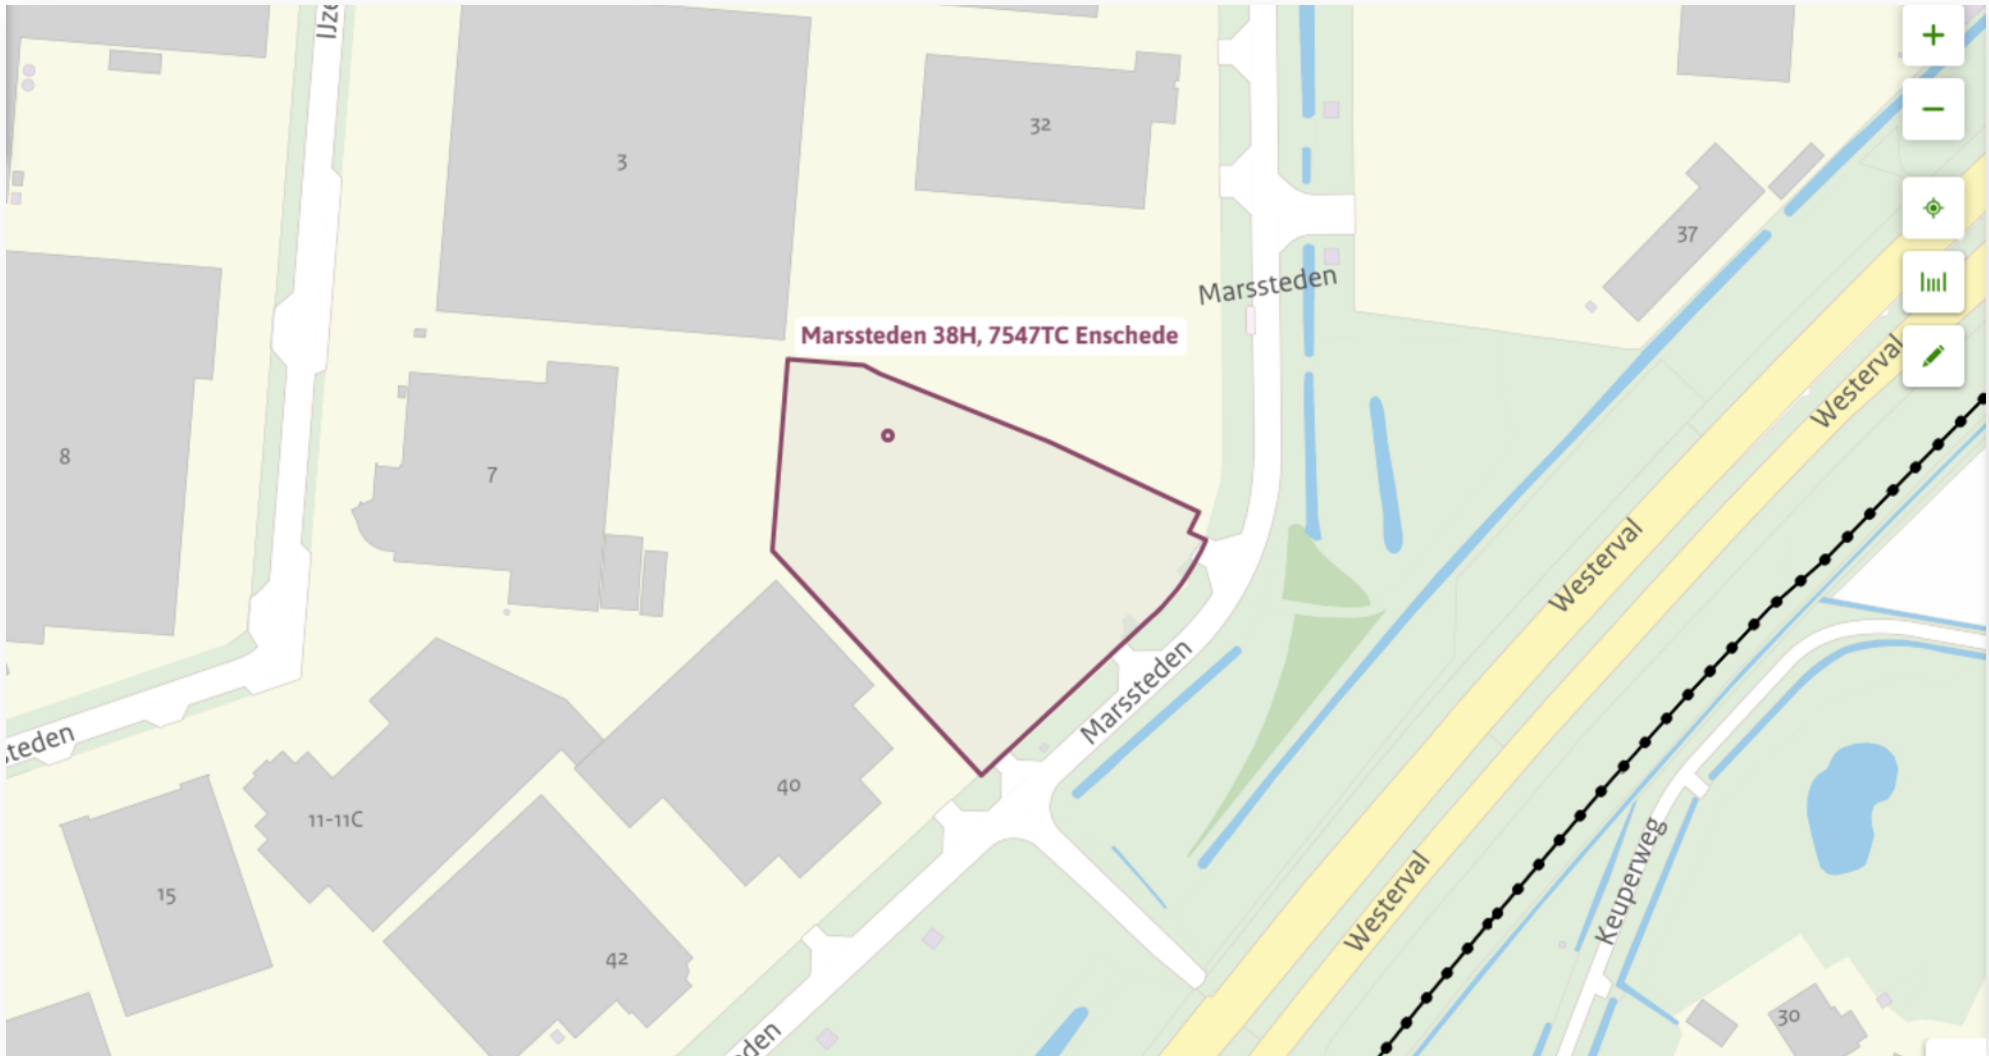 IJze
32
3
37
Marssteden
Marssteden 38H, 7547TC Enschede
Westerval
8
7
Westerval
Marssteden
steden
40
11-11C
Keuperweg
15
Westerval
42
30
den